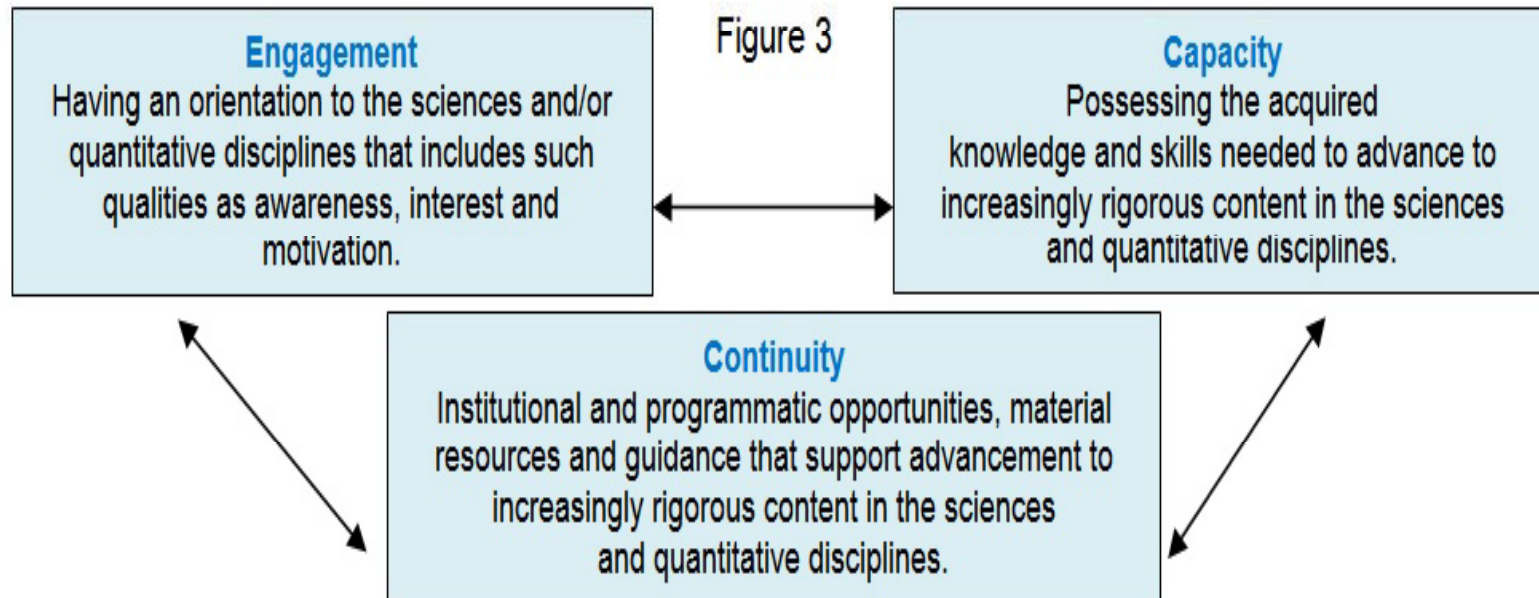 Figure 3
Engagement
Having an orientation to the sciences and/or
quantitative disciplines that includes such
qualities as awareness, interest and
motivation.
Capacity
Possessing the acquired
knowledge and skills needed to advance to
increasingly rigorous content in the sciences
and quantitative disciplines.
Continuity
Institutional and programmatic opportunities, material
resources and guidance that support advancement to
increasingly rigorous content in the sciences
and quantitative disciplines.